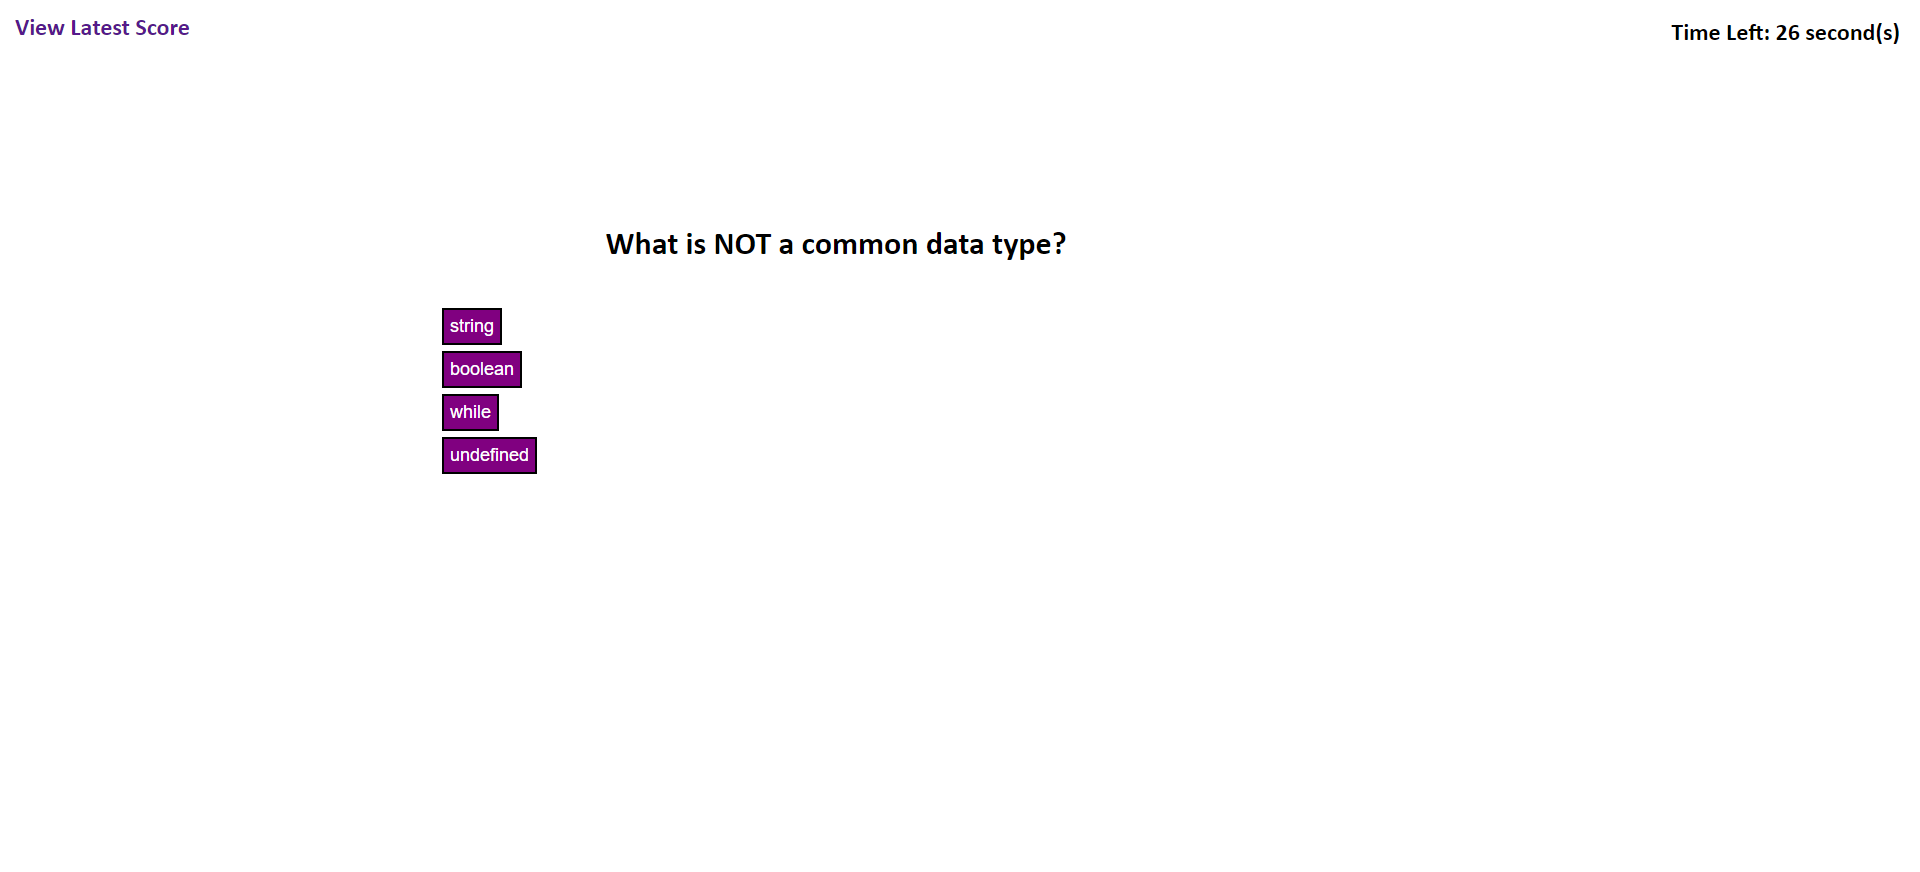 View Latest Score
Time Left: 26 second(s)
What is NOT a common data type?
string
boolean
while
undefined